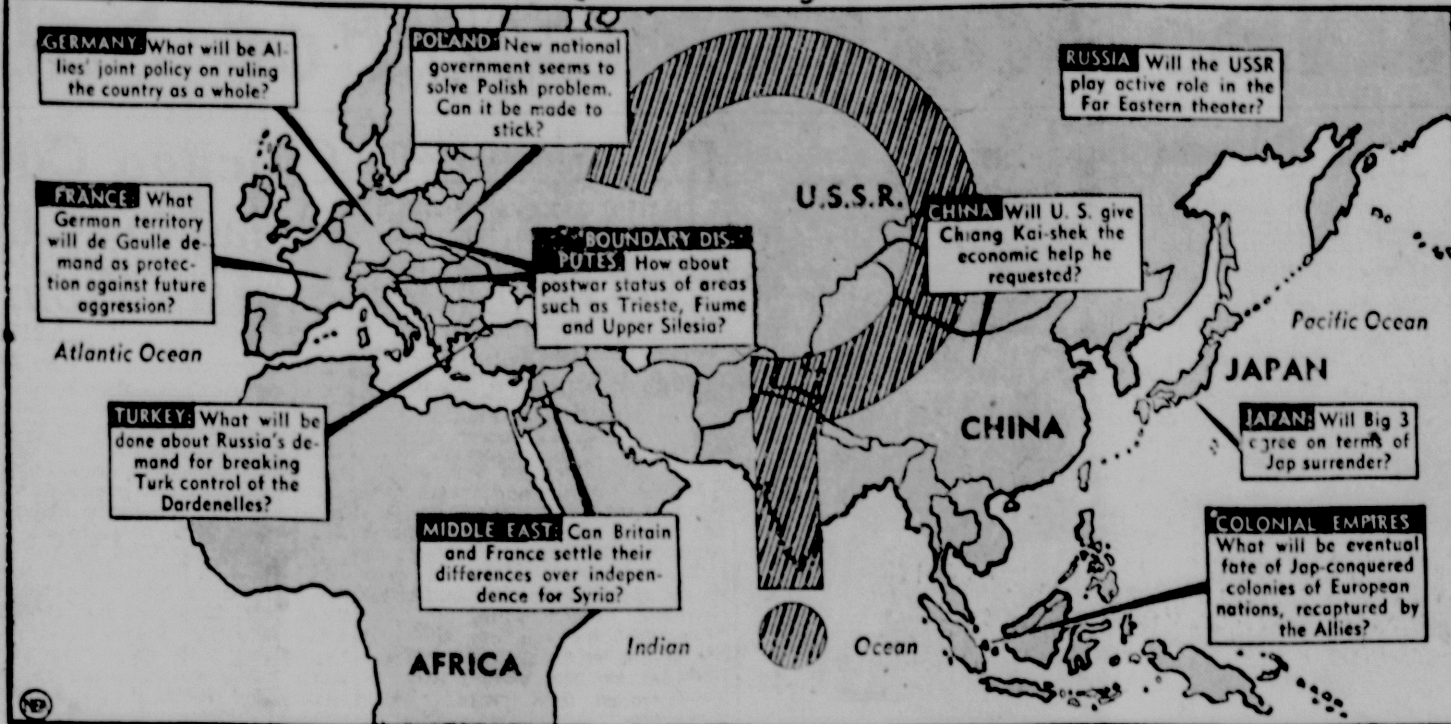 GERMANY: What will be Al-
lies' joint policy on ruling
the country as a whole?
POLAND: New national
government seems to
solve Polish problem.
Can it be made to
stick?
RUSSIA Will the USSR
play active role in the
Far Eastern theater?
FRANCE: What
German territory
will de Gaulle de-
mand as protec-
tion against future
aggression?
BOUNDARY DIS-
PUTES: How about
postwar status of areas
such as Trieste, Fiume
and Upper Silesia?
U.S.S.R.
CHINA Will U. S. give
Chiang Kai-shek the
economic help he
requested?
Atlantic Ocean
Pacific Ocean
JAPAN
CHINA
TURKEY: What will be
done about Russia's de-
mand for breaking
Turk control of the
Dardenelles?
JAPAN: Will Big 3
agree on terms of
Jap surrender?
MIDDLE EAST: Can Britain
and France settle their
differences over indepen-
dence for Syria?
COLONIAL EMPIRES
What will be eventual
fate of Jap-conquered
colonies of European
nations, recaptured by
the Allies?
Indian Ocean
AFRICA
NEA